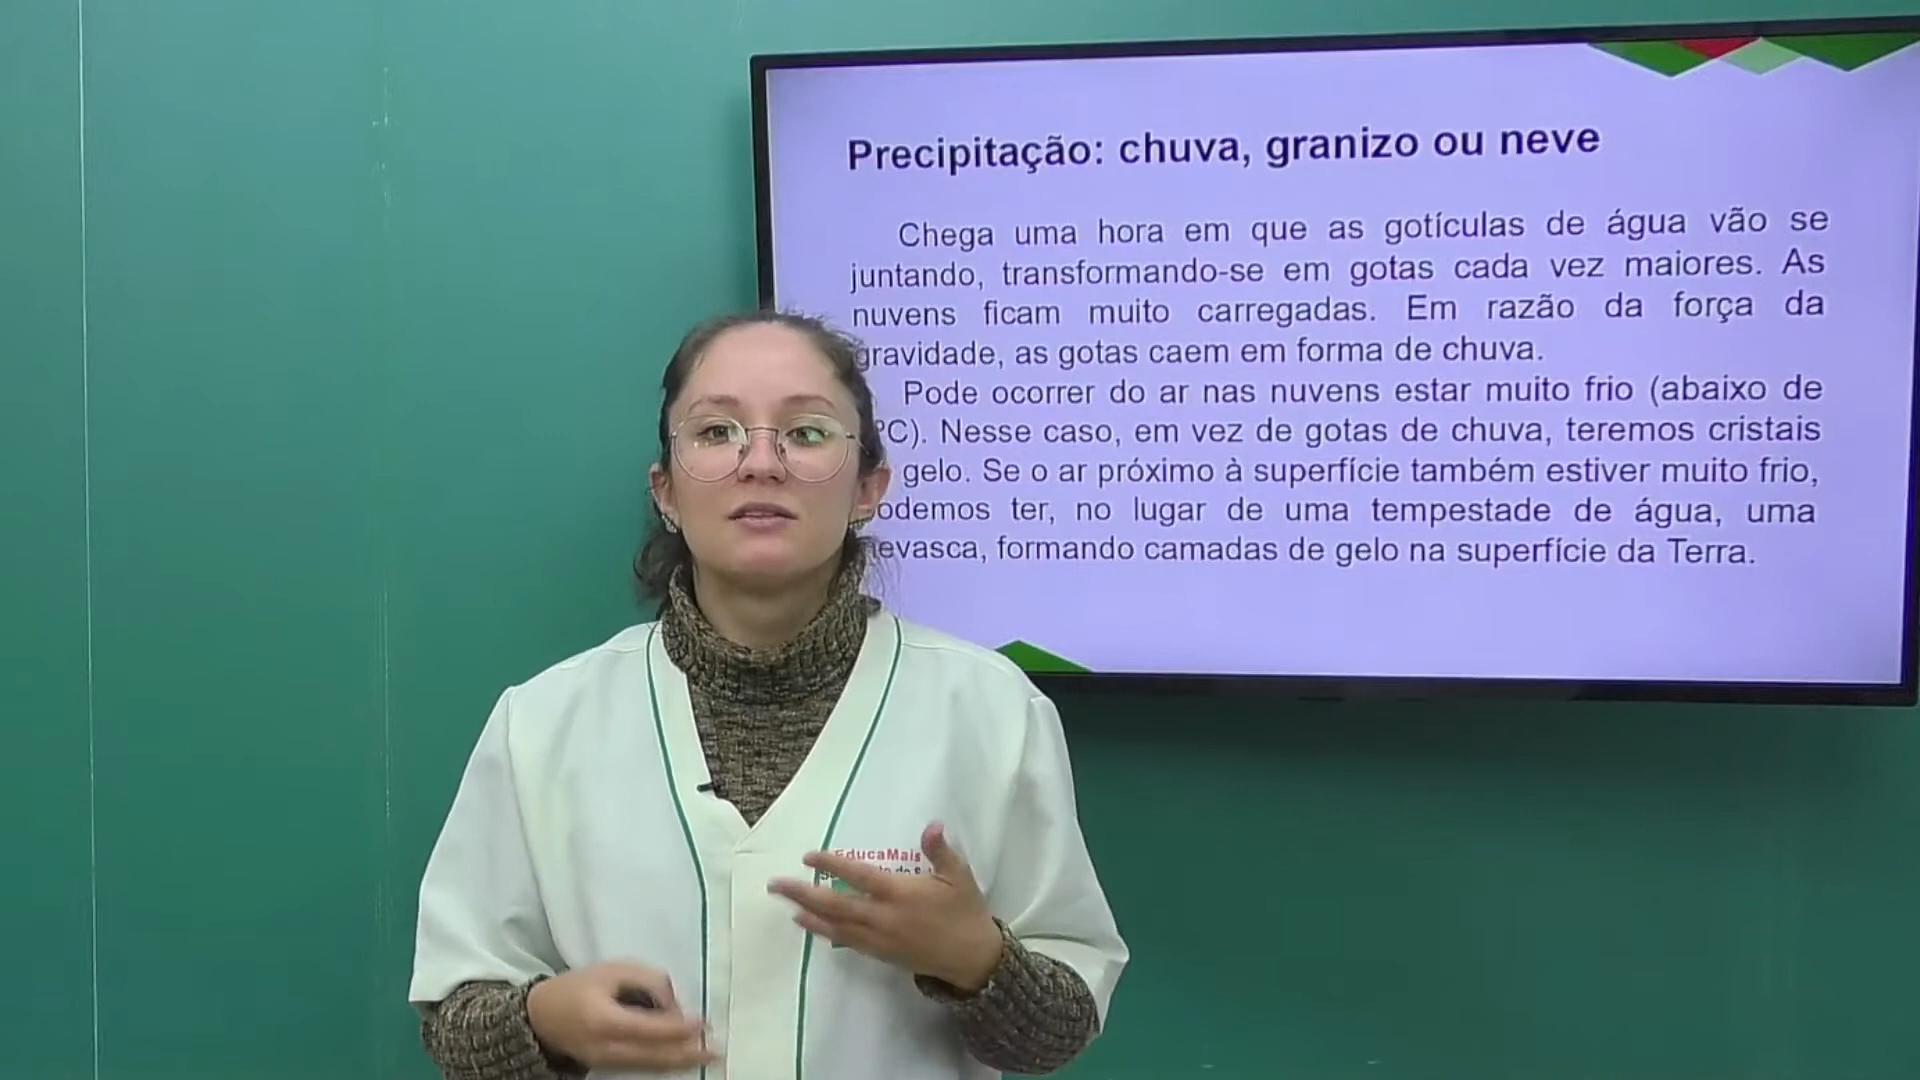 Precipitação: chuva, granizo ou neve
Chega uma hora em que as gotículas de água vão se
juntando, transformando-se em gotas cada vez maiores. As
nuvens ficam muito carregadas. Em razão da força da
gravidade, as gotas caem em forma de chuva.
Pode ocorrer do ar nas nuvens estar muito frio (abaixo de
ºC). Nesse caso, em vez de gotas de chuva, teremos cristais
gelo. Se o ar próximo à superfície também estiver muito frio,
podemos ter, no lugar de uma tempestade de água, uma
nevasca, formando camadas de gelo na superfície da Terra.
EducaMais